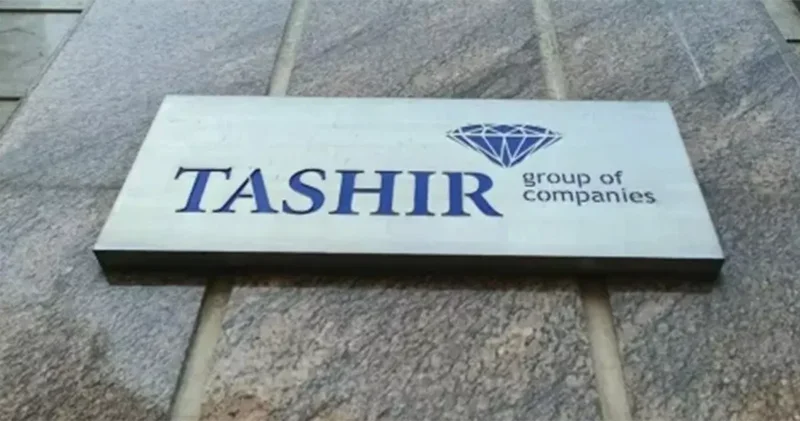 TASHIR
group of
companies